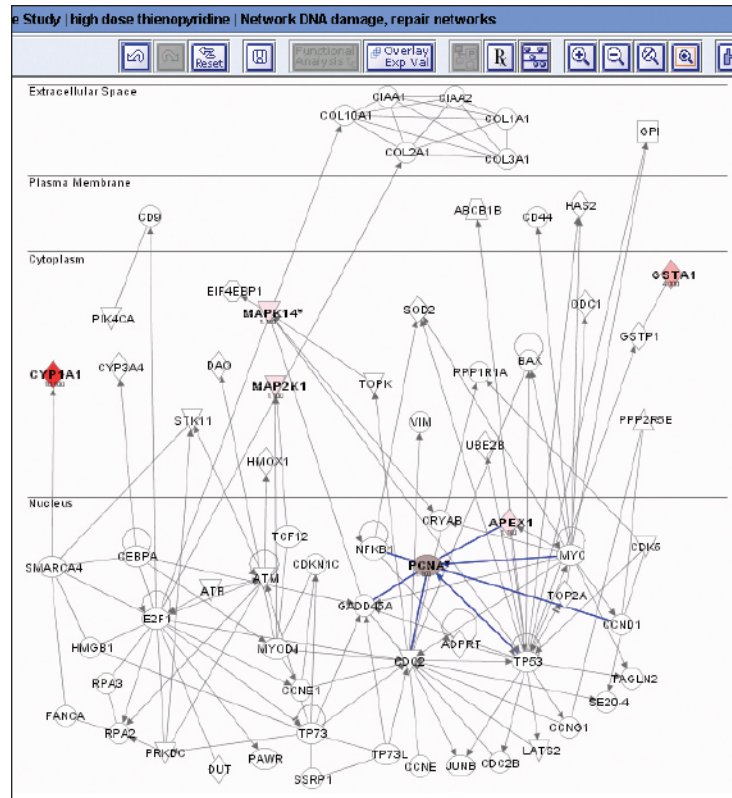 e Study | high dose thienopyridine | Network DNA damage, repair networks
Reset
Functional
Analysis
Overlay
Exp Val
Extracellular Space
CIAA1
CIAA2
COL10A1
COL1A1
COL2A1
COL3A1
GPI
Plasma Membrane
CD9
ABCB1B
CD44
HAS2
Cytoplasm
GSTA1
EIF4EBP1
PIK4CA
MAPK14*
SOD2
ODC1
GSTP1
CYP1A1
CYP3A4
DAO
MAP2K1
TOPK
PPP1R1A
BAX
STK11
VIM
PPP2R5E
HMOX1
UBE2B
Nucleus
CRYAB
APEX1
TCF12
NFKB1
MYC
CDK5
SMARCA4
CEBPA
ATR
ATM
CDKN1C
PCNA
TOP2A
E2F1
GADD45A
CCND1
HMGB1
MYOD1
ADPRT
CDC2
TP53
RPA3
CCNE1
TAGLN2
SE20-4
FANCA
RPA2
TP73
CCNG1
PRKDC
PAWR
TP73L
CCNE
JUNB
CDC2B
LATS2
DUT
SSRP1